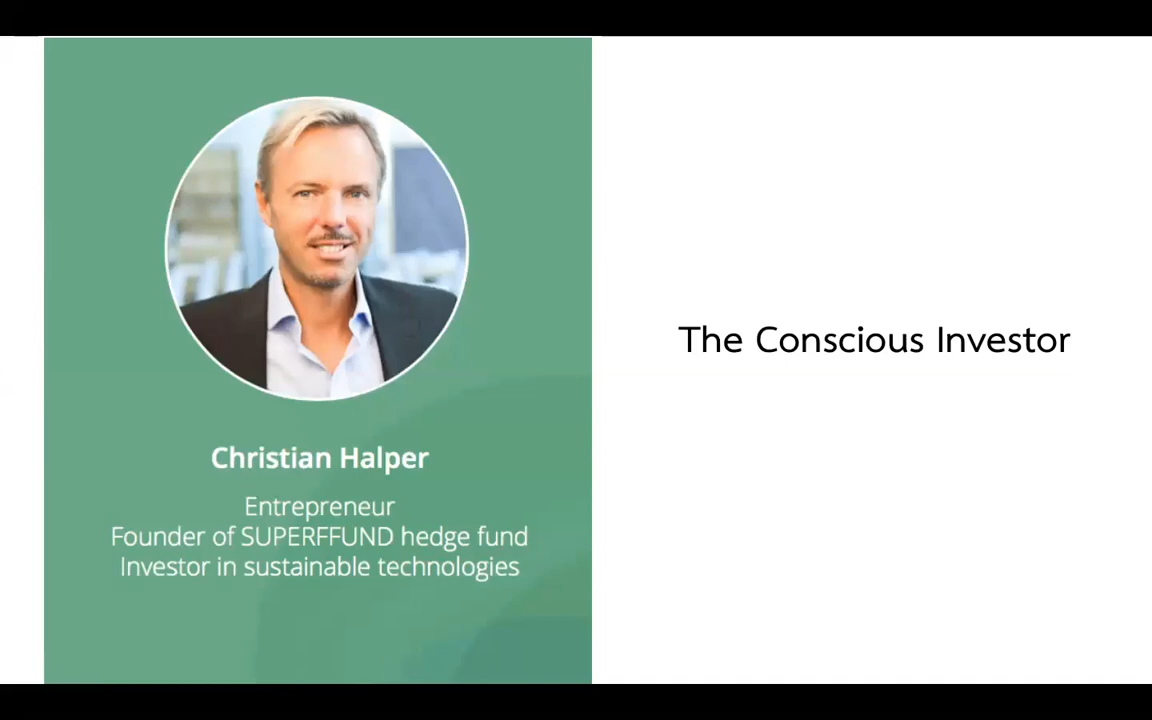 Christian Halper
Entrepreneur
Founder of SUPERFFUND hedge fund
Investor in sustainable technologies
The Conscious Investor